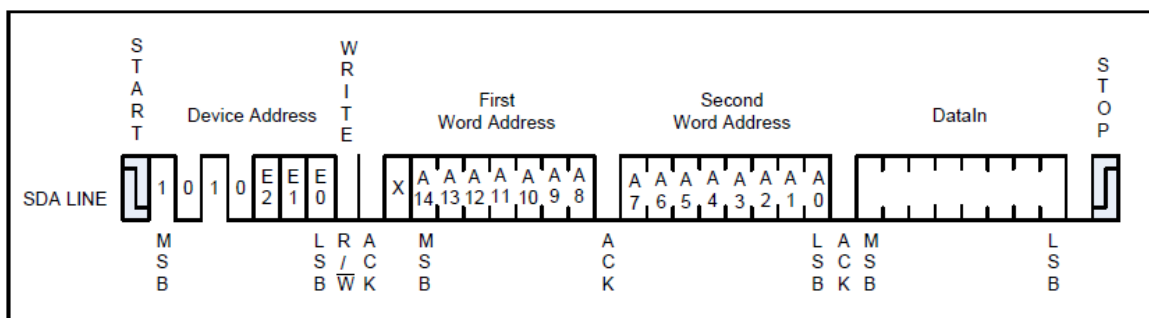 START
WRITE
STOP
Device Address
First
Word Address
Second
Word Address
DataIn
SDA LINE
1 0 1 0 E2 E1 E0 X A14 A13 A12 A11 A10 A9 A8 A7 A6 A5 A4 A3 A2 A1 A0
MSB
LSB
R/W̅
ACK
MSB
ACK
LSB
ACK
MSB
LSB